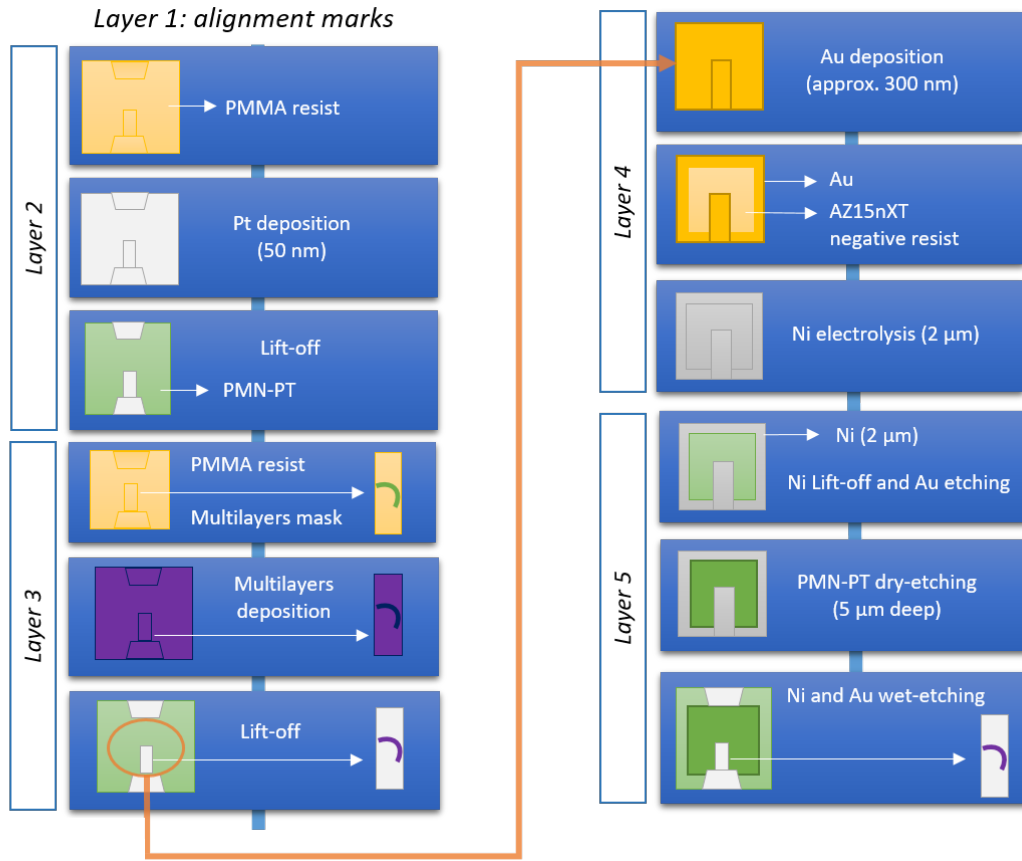 Layer 1: alignment marks
Layer 2
PMMA resist
Pt deposition
(50 nm)
Lift-off
PMN-PT
Layer 3
PMMA resist
Multilayers mask
Multilayers
deposition
Lift-off
Layer 4
Au deposition
(approx. 300 nm)
Au
AZ15nXT
negative resist
Ni electrolysis (2 µm)
Layer 5
Ni (2 µm)
Ni Lift-off and Au etching
PMN-PT dry-etching
(5 µm deep)
Ni and Au wet-etching